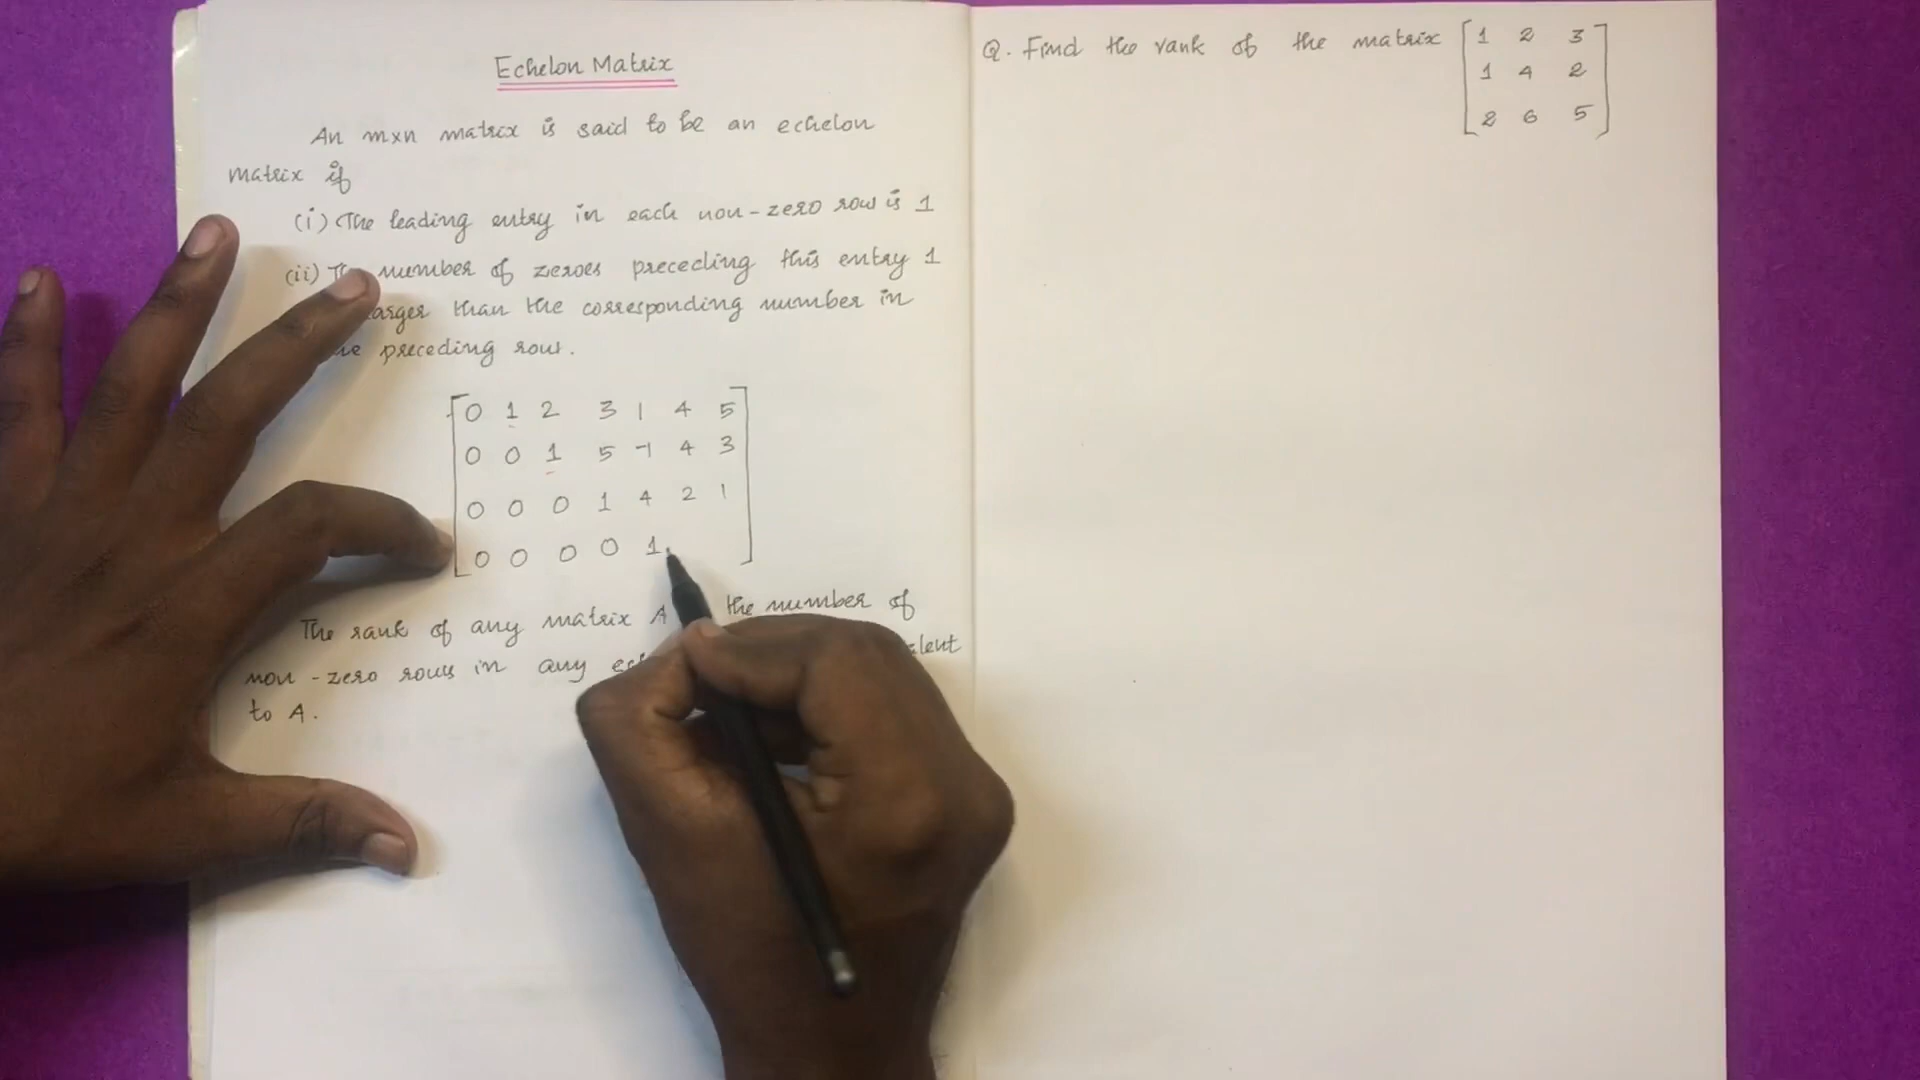 Echelon Matrix
An mxn matrix is said to be an echelon
matrix if
(i) The leading entry in each non-zero row is 1
(ii) number of zeroes preceding this entry 1
larger than the corresponding number in
preceding row.
0 1 2 3 1 4 5
0 0 1 5 -1 4 3
0 0 0 1 4 2 1
0 0 0 0 1
The rank of any matrix A the number of
non-zero rows in any
to A.
Q. Find the rank of the matrix
1 2 3
1 4 2
2 6 5